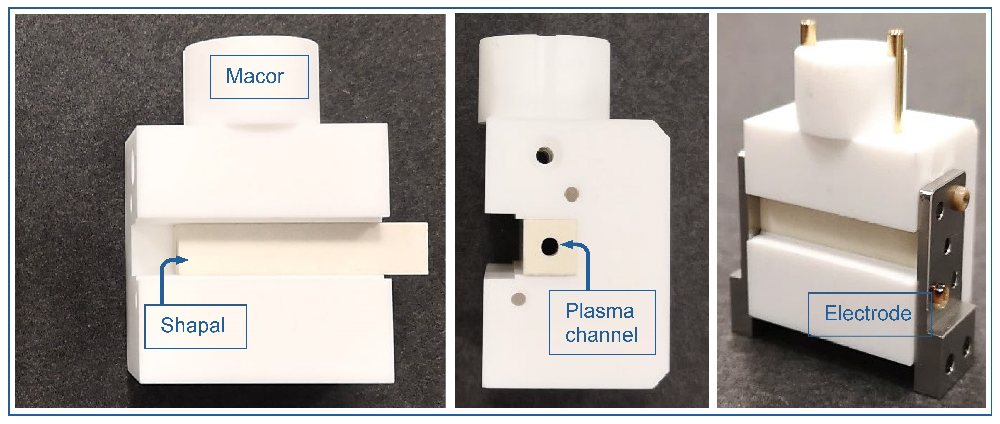 Macor
Shapal
Plasma
channel
Electrode